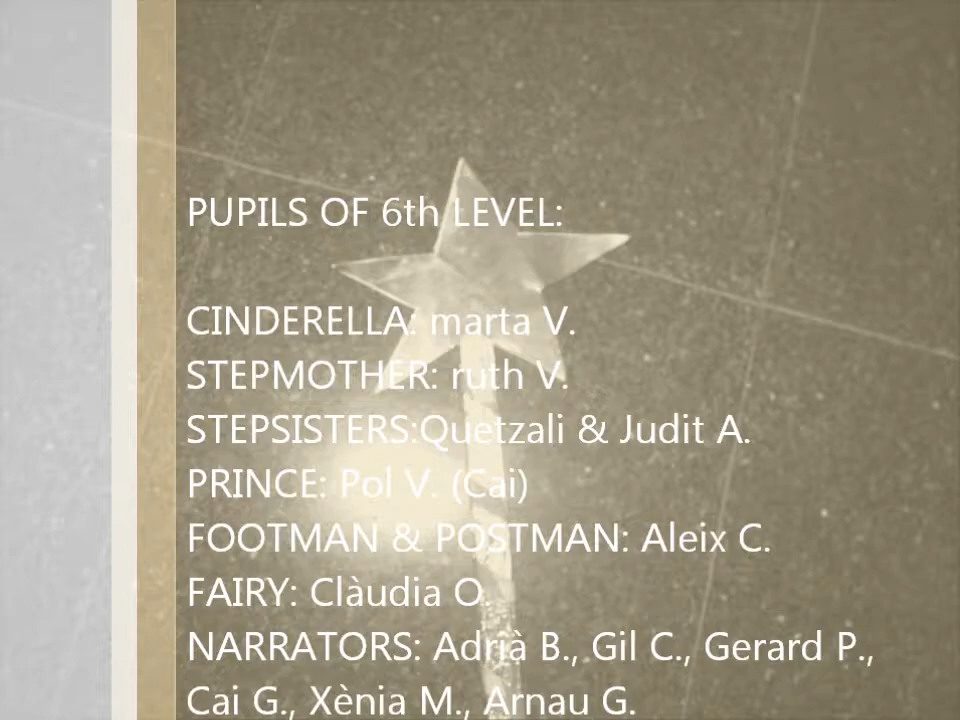 PUPILS OF 6th LEVEL:
CINDERELLA: marta V.
STEPMOTHER: ruth V.
STEPSISTERS:Quetzali & Judit A.
PRINCE: Pol V. (Cai)
FOOTMAN & POSTMAN: Aleix C.
FAIRY: Clàudia O.
NARRATORS: Adrià B., Gil C., Gerard P.,
Cai G., Xènia M., Arnau G.